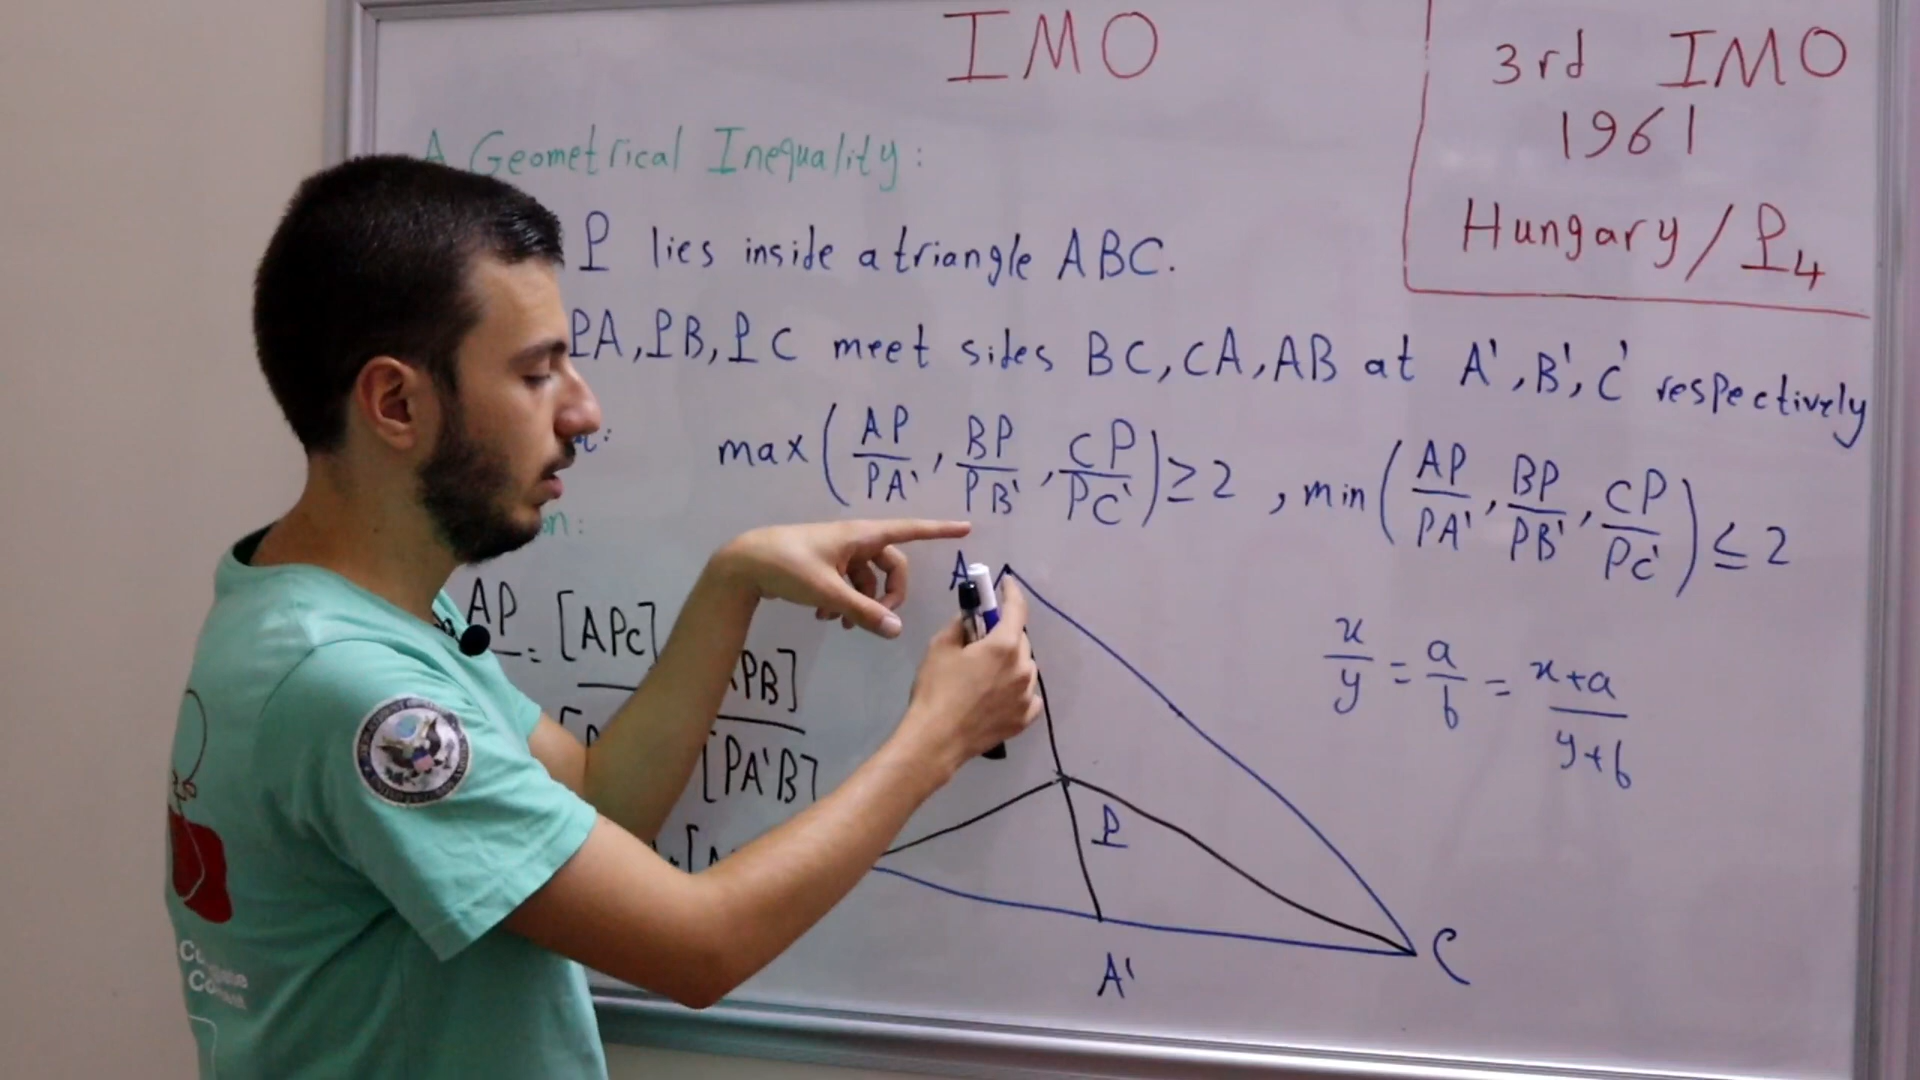 IMO
3rd IMO
1961
Hungary / P4
A Geometrical Inequality:
P lies inside a triangle ABC.
PA, PB, PC meet sides BC, CA, AB at A', B', C' respectively
max(AP/PA', BP/PB', CP/PC') ≥ 2 , min(AP/PA', BP/PB', CP/PC') ≤ 2
AP = [APC]
PB]
[PA'B]
x/y = a/b = x+a/y+b
A
P
A'
C